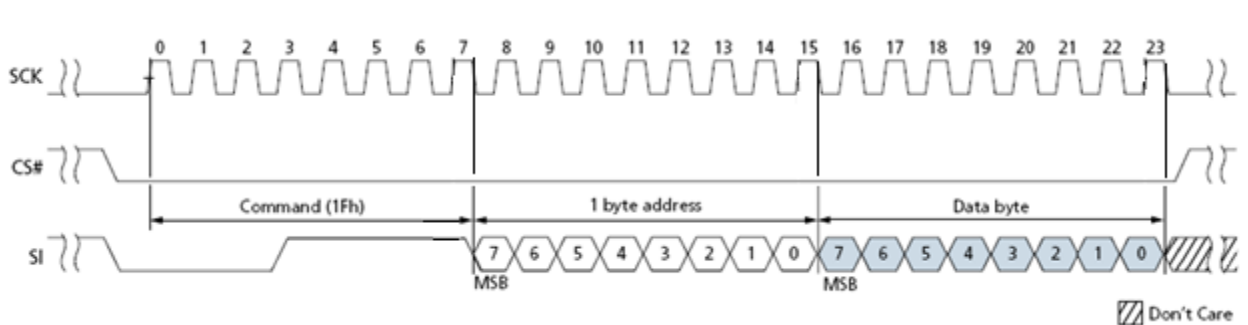 0 1 2 3 4 5 6 7 8 9 10 11 12 13 14 15 16 17 18 19 20 21 22 23
SCK
CS#
Command (1Fh) 1 byte address Data byte
SI 7 6 5 4 3 2 1 0 7 6 5 4 3 2 1 0
MSB MSB
Don't Care